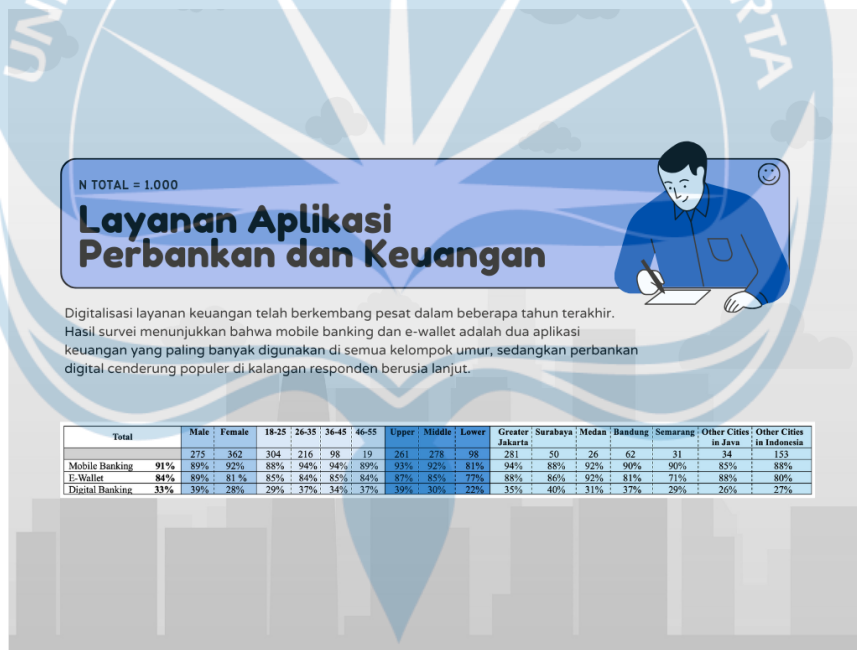 UNI
RTA
N TOTAL = 1.000
Layanan Aplikasi
Perbankan dan Keuangan
Digitalisasi layanan keuangan telah berkembang pesat dalam beberapa tahun terakhir.
Hasil survei menunjukkan bahwa mobile banking dan e-wallet adalah dua aplikasi
keuangan yang paling banyak digunakan di semua kelompok umur, sedangkan perbankan
digital cenderung populer di kalangan responden berusia lanjut.
Total Male Female 18-25 26-35 36-45 46-55 Upper Middle Lower Greater Jakarta Surabaya Medan Bandung Semarang Other Cities in Java Other Cities in Indonesia
275 362 304 216 98 19 261 278 98 281 50 26 62 31 34 153
Mobile Banking 91% 89% 92% 88% 94% 94% 89% 93% 92% 81% 94% 88% 92% 90% 90% 85% 88%
E-Wallet 84% 89% 81 % 85% 84% 85% 84% 87% 85% 77% 88% 86% 92% 81% 71% 88% 80%
Digital Banking 33% 39% 28% 29% 37% 34% 37% 39% 30% 22% 35% 40% 31% 37% 29% 26% 27%